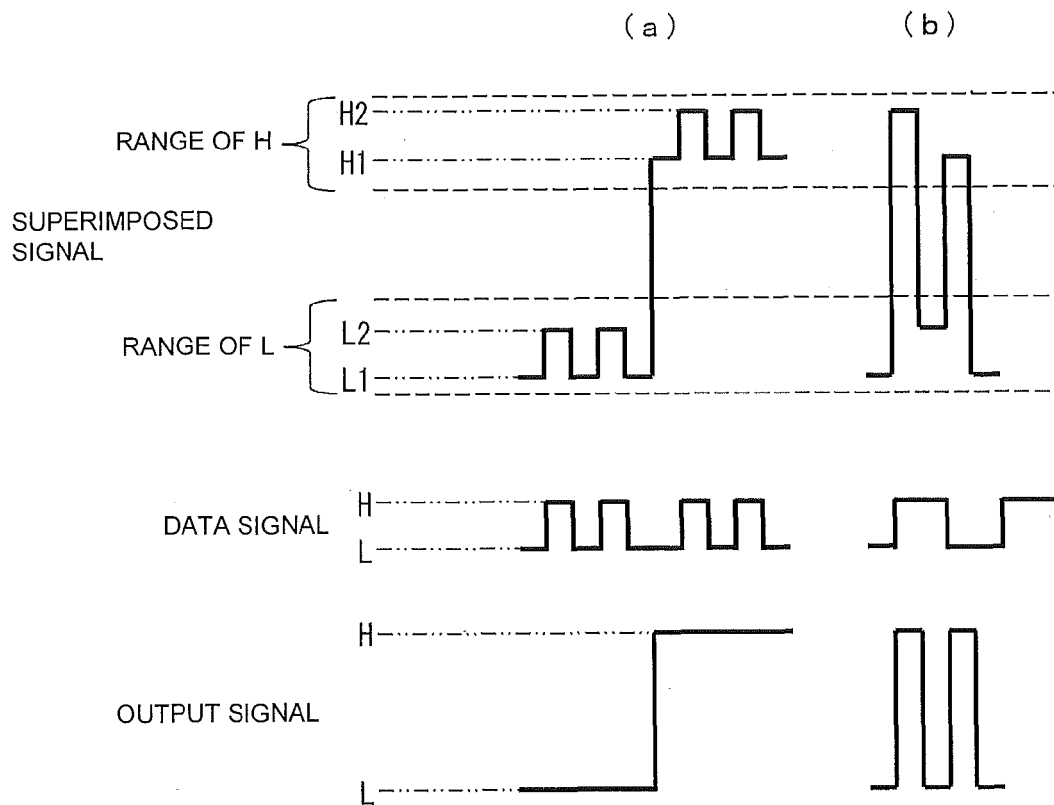 (a) (b)
H2
RANGE OF H
H1
SUPERIMPOSED
SIGNAL
L2
RANGE OF L
L1
H
DATA SIGNAL
L
H
OUTPUT SIGNAL
L